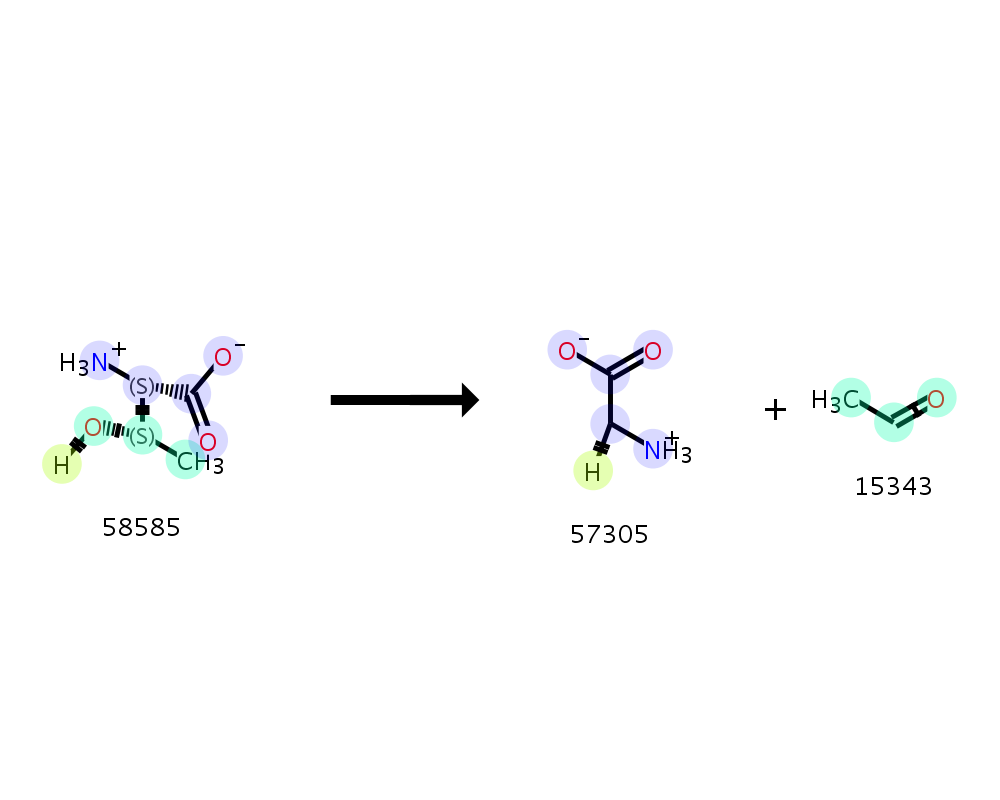 H3N+ (S) O- O
O (S) CH3
H
58585
O- O
NH3+
H
57305
+
H3C O
15343